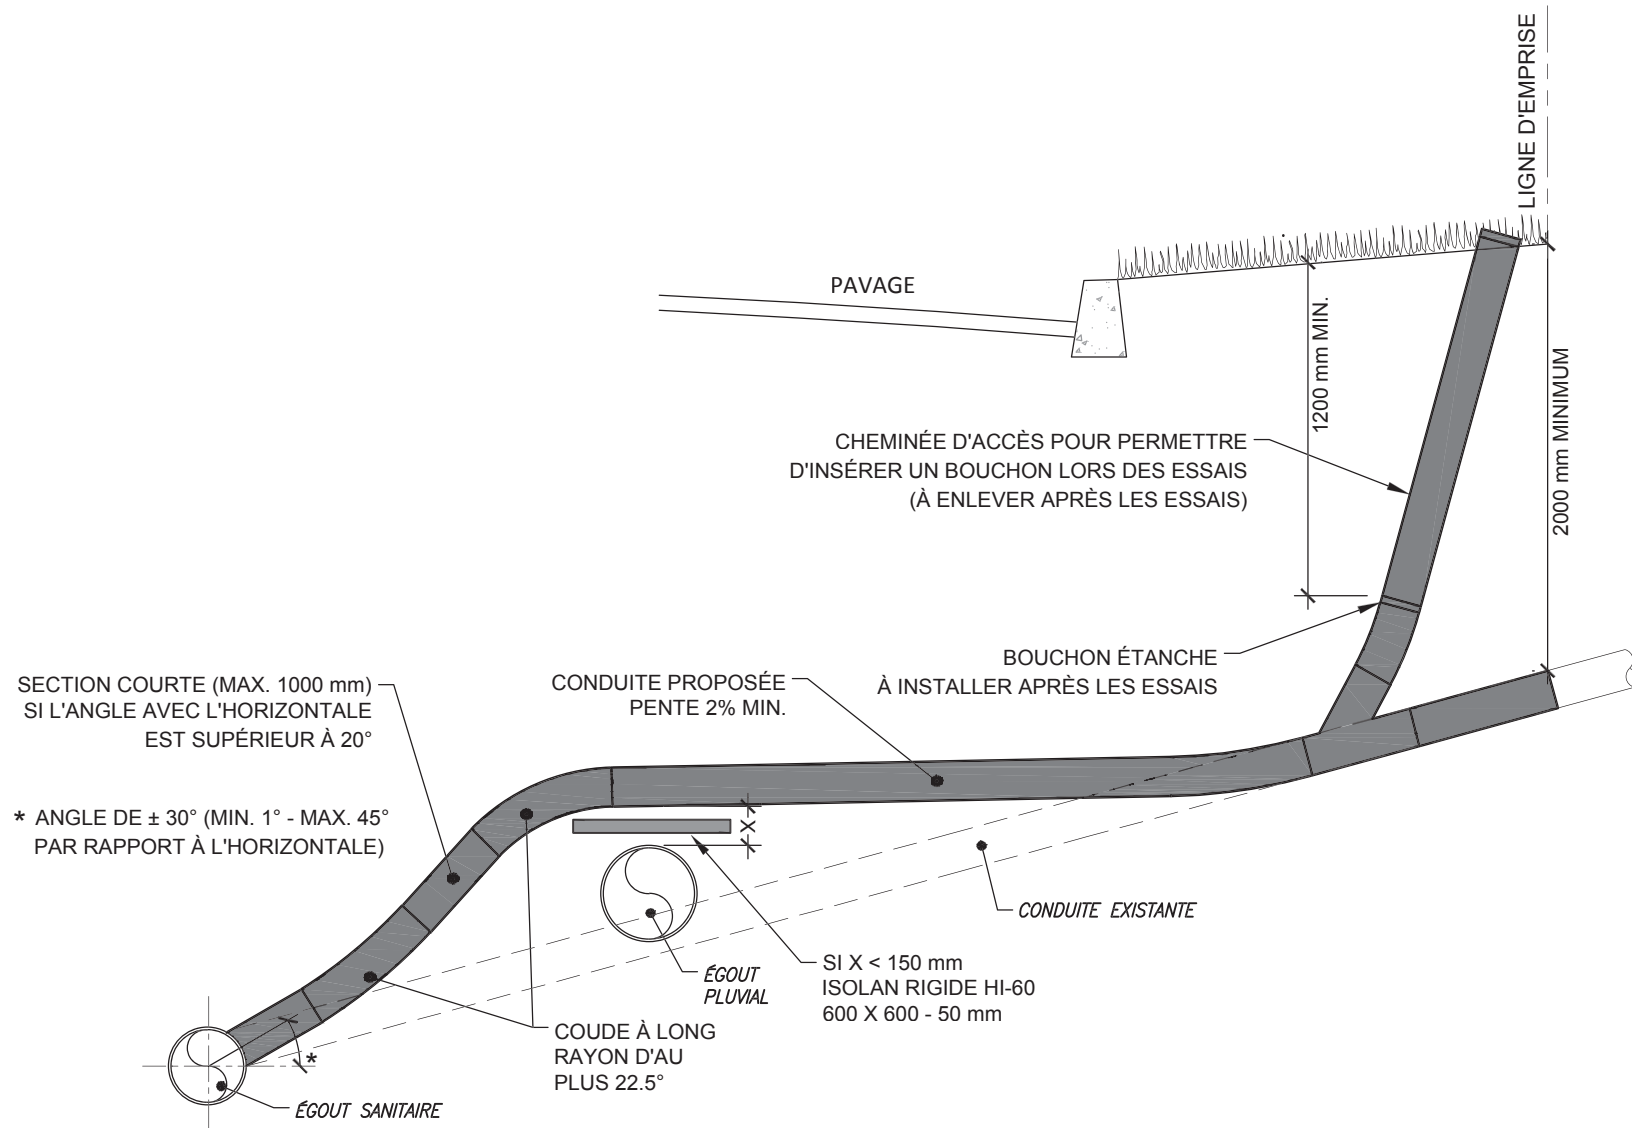 LIGNE D'EMPRISE
PAVAGE
1200 mm MIN.
2000 mm MINIMUM
CHEMINÉE D'ACCÈS POUR PERMETTRE
D'INSÉRER UN BOUCHON LORS DES ESSAIS
(À ENLEVER APRÈS LES ESSAIS)
BOUCHON ÉTANCHE
À INSTALLER APRÈS LES ESSAIS
SECTION COURTE (MAX. 1000 mm)
SI L'ANGLE AVEC L'HORIZONTALE
EST SUPÉRIEUR À 20°
CONDUITE PROPOSÉE
PENTE 2% MIN.
* ANGLE DE ± 30° (MIN. 1° - MAX. 45°
PAR RAPPORT À L'HORIZONTALE)
X
CONDUITE EXISTANTE
ÉGOUT
PLUVIAL
SI X < 150 mm
ISOLAN RIGIDE HI-60
600 X 600 - 50 mm
COUDE À LONG
RAYON D'AU
PLUS 22.5°
*
ÉGOUT SANITAIRE